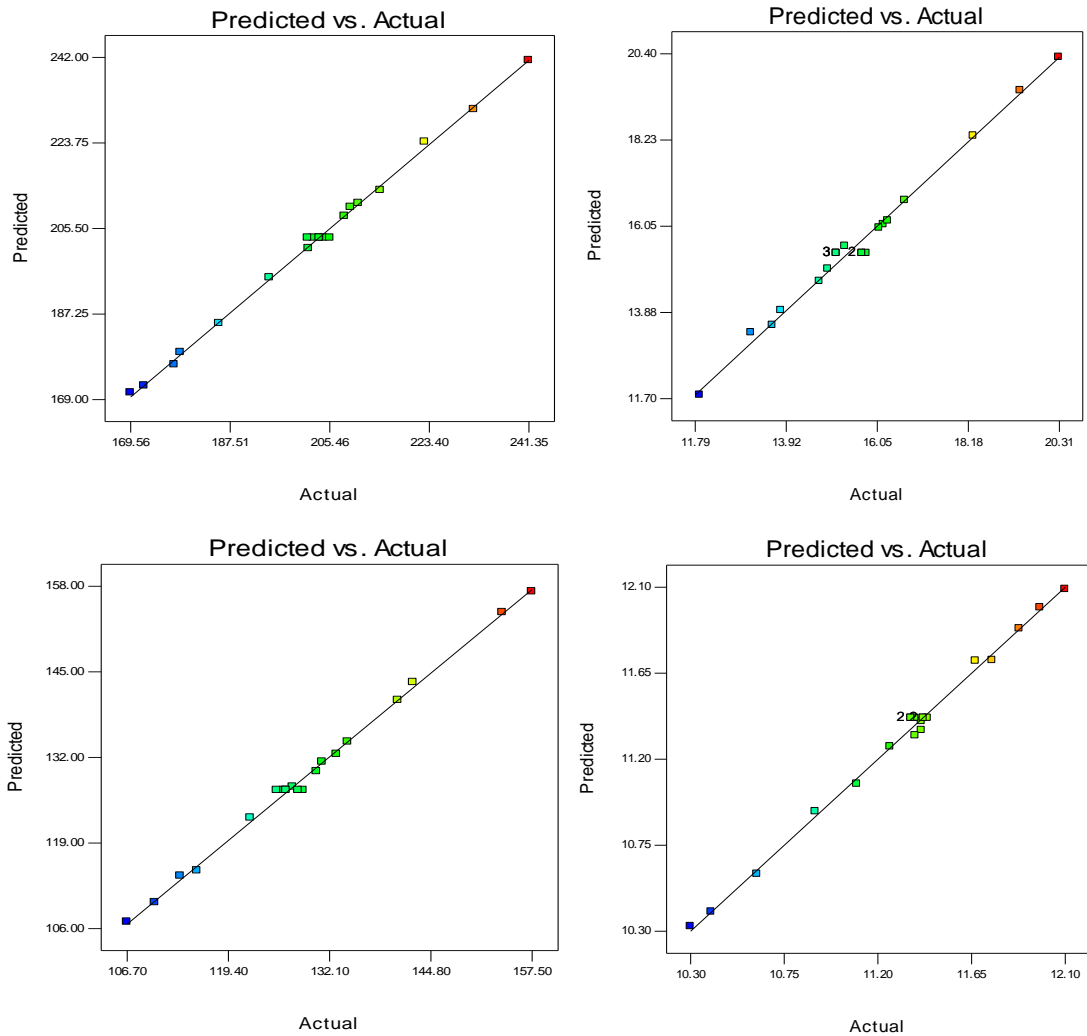 Predicted vs. Actual
242.00
223.75
205.50
187.25
169.00
Predicted
169.56 187.51 205.46 223.40 241.35
Actual
Predicted vs. Actual
20.40
18.23
16.05
13.88
11.70
Predicted
3 2
11.79 13.92 16.05 18.18 20.31
Actual
Predicted vs. Actual
158.00
145.00
132.00
119.00
106.00
Predicted
106.70 119.40 132.10 144.80 157.50
Actual
Predicted vs. Actual
12.10
11.65
11.20
10.75
10.30
Predicted
2
10.30 10.75 11.20 11.65 12.10
Actual